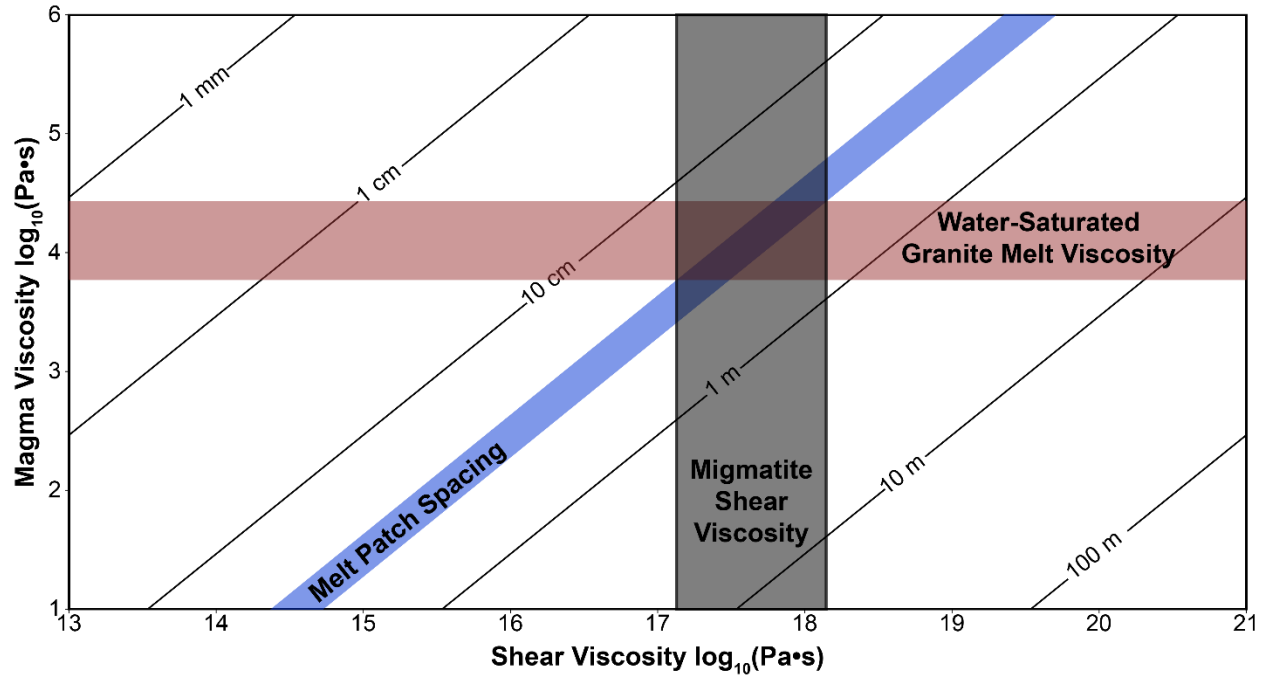 6
5
4
3
2
1
Magma Viscosity log10(Pa•s)
1 mm
1 cm
10 cm
1 m
10 m
100 m
Water-Saturated
Granite Melt Viscosity
Melt Patch Spacing
Migmatite
Shear
Viscosity
13 14 15 16 17 18 19 20 21
Shear Viscosity log10(Pa•s)